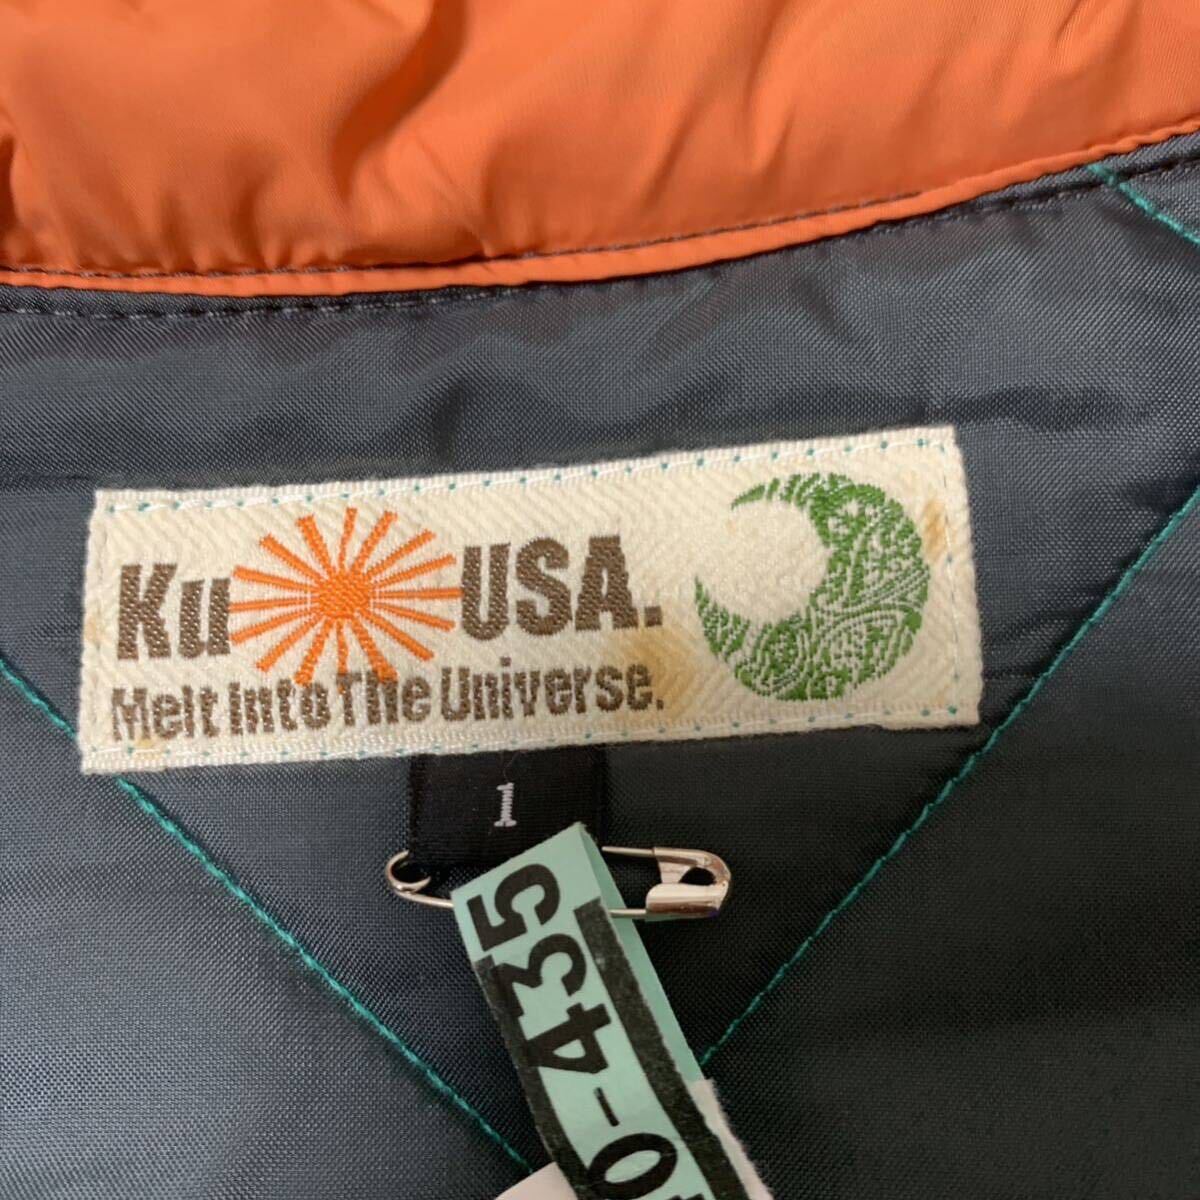 Ku USA.
Melt Into The Universe.
1
0-435